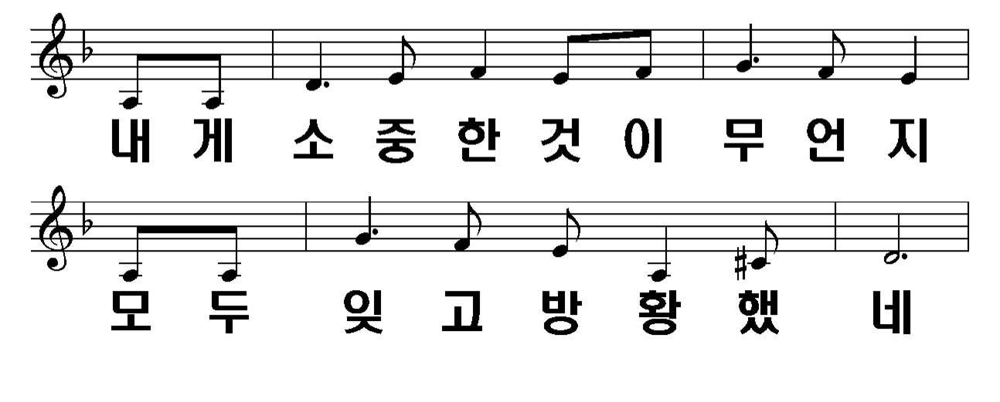 내 게 소 중 한 것 이 무 언 지
모 두 잊 고 방 황 했 네